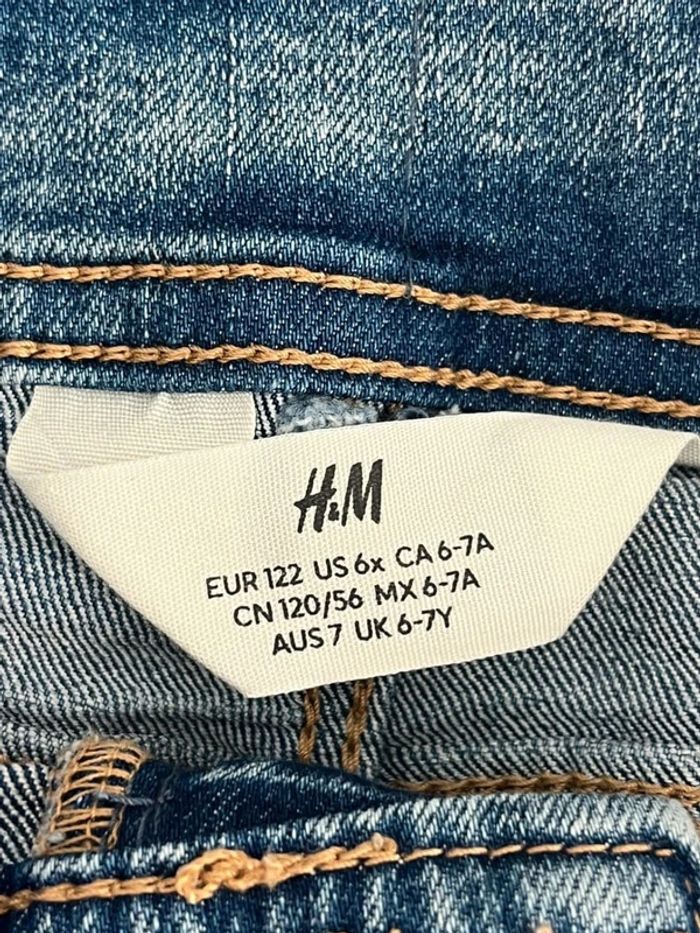 H&M
EUR 122 US 6x CA 6-7A
CN 120/56 MX 6-7A
AUS 7 UK 6-7Y